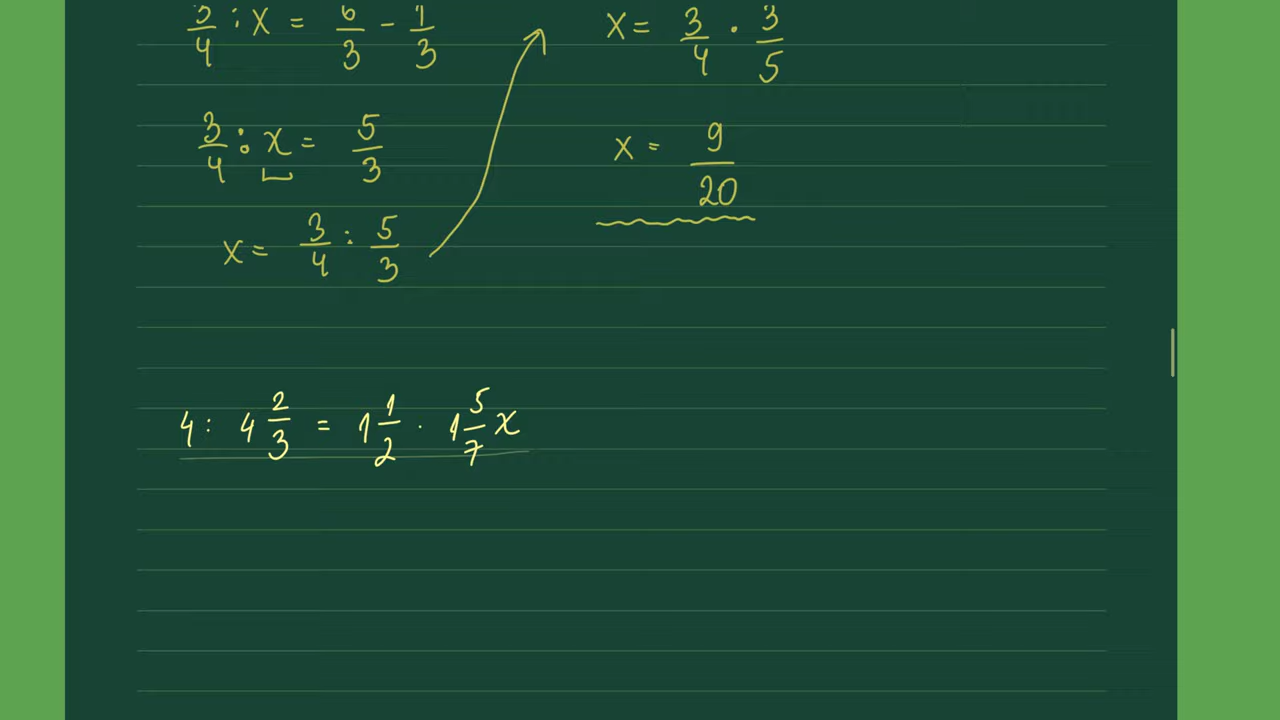 3/4 : x = 6/3 - 1/3
3/4 : x = 5/3
x = 3/4 : 5/3
x = 3/4 · 3/5
x = 9/20
4 : 4 2/3 = 1 1/2 · 1 5/7 x